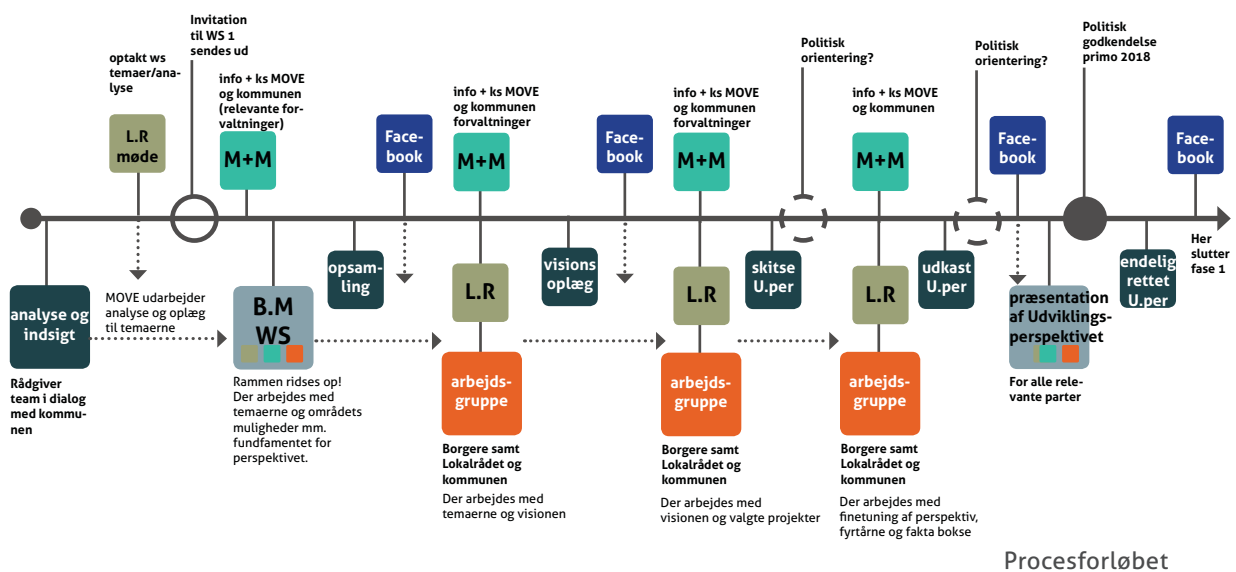 Invitation
til WS 1
sendes ud
optakt ws
temaer/ana-
lyse
info + ks MOVE
og kommunen
(relevante for-
valtninger)
info + ks MOVE
og kommunen
forvaltninger
info + ks MOVE
og kommunen
forvaltninger
Politisk
orientering?
info + ks MOVE
og kommunen
Politisk
orientering?
Politisk
godkendelse
primo 2018
L.R
møde
M+M
Face-
book
M+M
Face-
book
M+M
M+M
Face-
book
Face-
book
Her
slutter
fase 1
analyse og
indsigt
Rådgiver
team i dialog
med kommu-
nen
MOVE udarbejder
analyse og oplæg
til temaerne
B.M
WS
Rammen ridses op!
Der arbejdes med
temaerne og områdets
muligheder mm.
fundfamentet for
perspektivet.
opsam-
ling
L.R
arbejds-
gruppe
Borgere samt
Lokalrådet og
kommunen
Der arbejdes med
temaerne og visionen
visions
oplæg
L.R
arbejds-
gruppe
Borgere samt
Lokalrådet og
kommunen
Der arbejdes med
visionen og valgte projekter
skitse
U.per
L.R
arbejds-
gruppe
Borgere samt
Lokalrådet og
kommunen
Der arbejdes med
finetuning af perspektiv,
fyrtårne og fakta bokse
udkast
U.per
præsentation
af Udviklings-
perspektivet
For alle rele-
vante parter
endelig
rettet
U.per
Procesforløbet